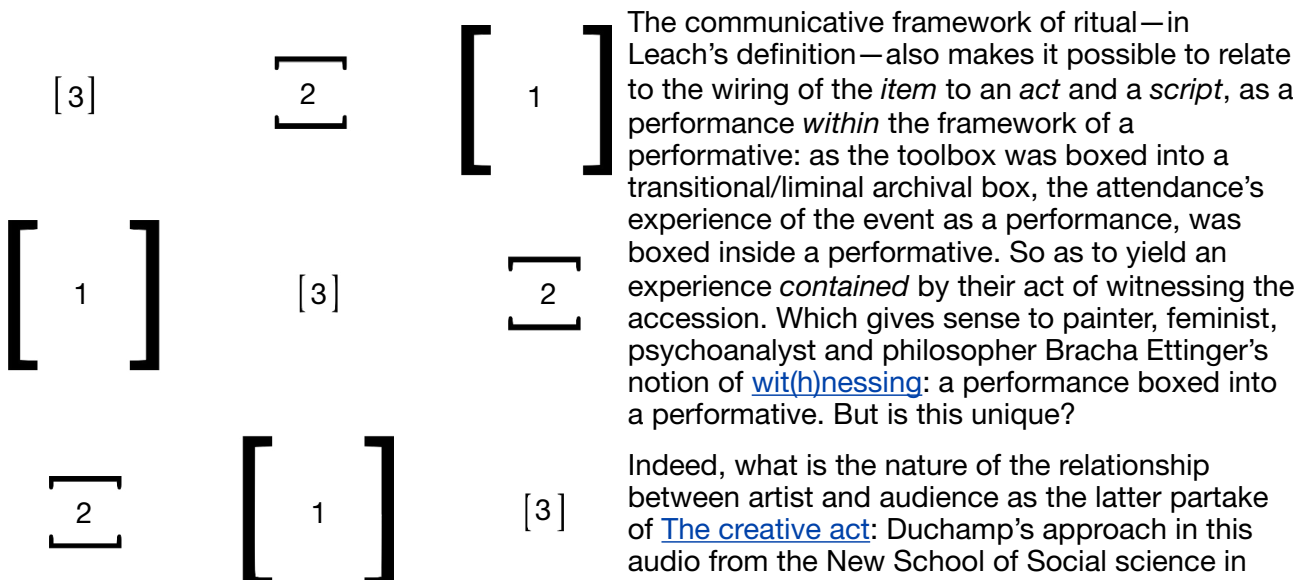 [3] 2 [ 1 ]
[ 1 ] [3] 2
2 [ 1 ] [3]
The communicative framework of ritual—in
Leach’s definition—also makes it possible to relate
to the wiring of the item to an act and a script, as a
performance within the framework of a
performative: as the toolbox was boxed into a
transitional/liminal archival box, the attendance’s
experience of the event as a performance, was
boxed inside a performative. So as to yield an
experience contained by their act of witnessing the
accession. Which gives sense to painter, feminist,
psychoanalyst and philosopher Bracha Ettinger’s
notion of wit(h)nessing: a performance boxed into
a performative. But is this unique?
Indeed, what is the nature of the relationship
between artist and audience as the latter partake
of The creative act: Duchamp’s approach in this
audio from the New School of Social science in